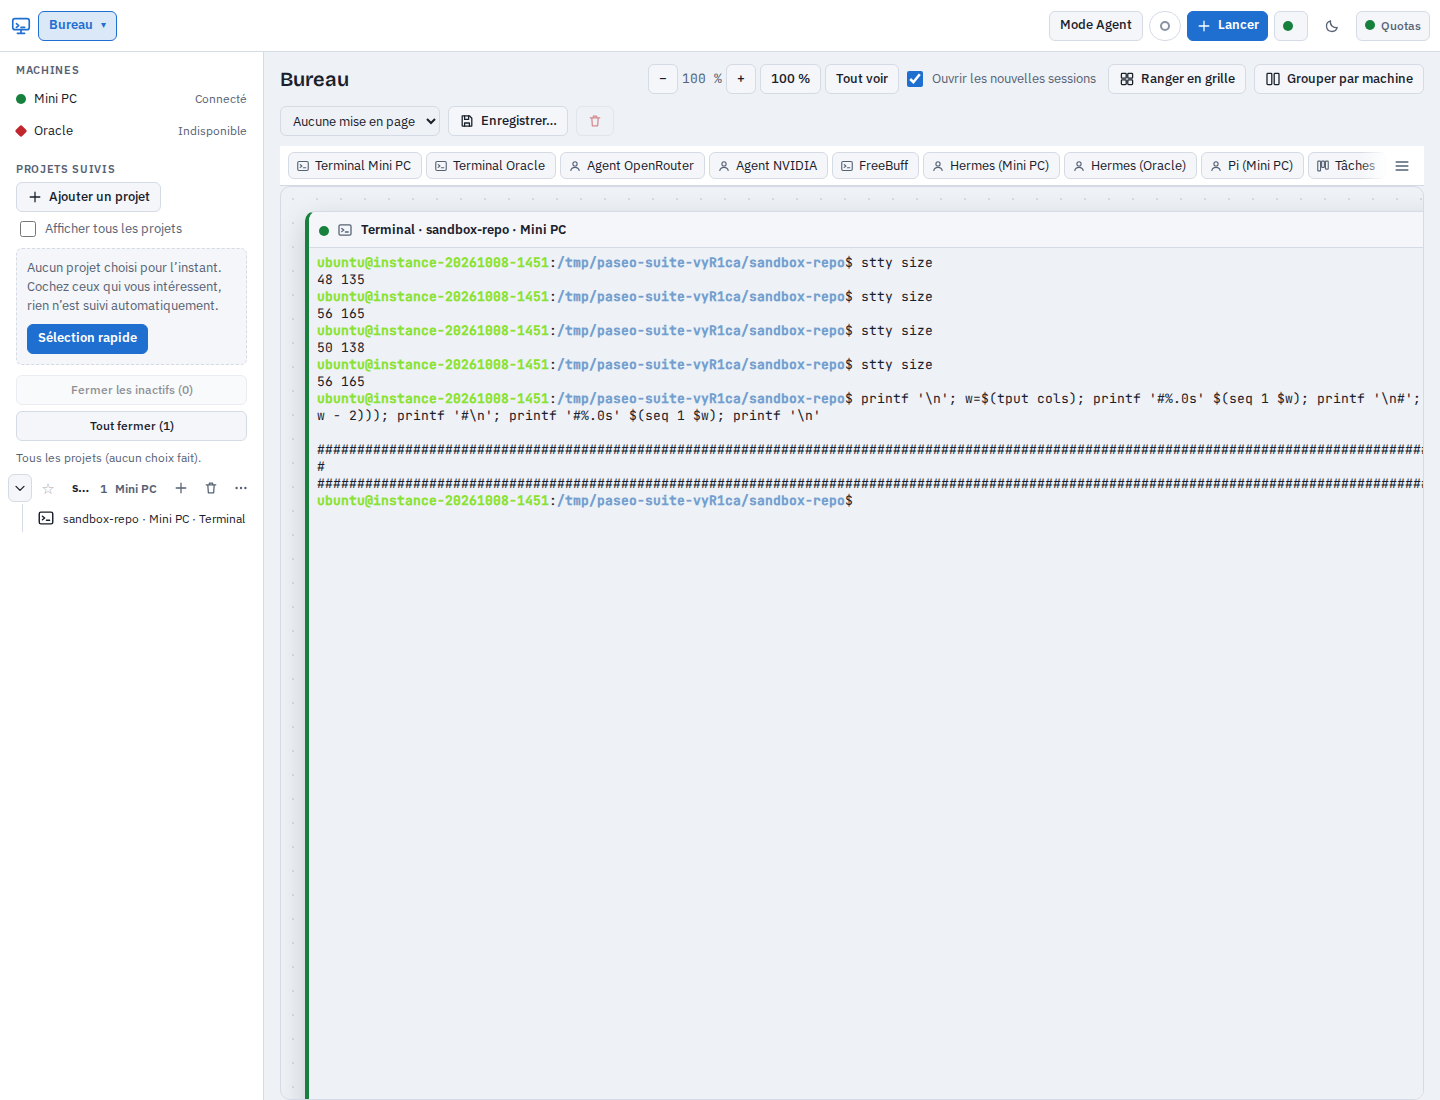 Bureau ▾
Mode Agent
Lancer
Quotas
MACHINES
Mini PC
Connecté
Oracle
Indisponible
PROJETS SUIVIS
Ajouter un projet
Afficher tous les projets
Aucun projet choisi pour l’instant.
Cochez ceux qui vous intéressent,
rien n’est suivi automatiquement.
Sélection rapide
Fermer les inactifs (0)
Tout fermer (1)
Tous les projets (aucun choix fait).
s... 1 Mini PC
sandbox-repo · Mini PC · Terminal
Bureau
− 100 % + 100 % Tout voir Ouvrir les nouvelles sessions Ranger en grille Grouper par machine
Aucune mise en page Enregistrer...
Terminal Mini PC Terminal Oracle Agent OpenRouter Agent NVIDIA FreeBuff Hermes (Mini PC) Hermes (Oracle) Pi (Mini PC) Tâches
Terminal · sandbox-repo · Mini PC
ubuntu@instance-20261008-1451:/tmp/paseo-suite-vyR1ca/sandbox-repo$ stty size
48 135
ubuntu@instance-20261008-1451:/tmp/paseo-suite-vyR1ca/sandbox-repo$ stty size
56 165
ubuntu@instance-20261008-1451:/tmp/paseo-suite-vyR1ca/sandbox-repo$ stty size
50 138
ubuntu@instance-20261008-1451:/tmp/paseo-suite-vyR1ca/sandbox-repo$ stty size
56 165
ubuntu@instance-20261008-1451:/tmp/paseo-suite-vyR1ca/sandbox-repo$ printf '\n'; w=$(tput cols); printf '#%.0s' $(seq 1 $w); printf '\n#';
w - 2))); printf '#\n'; printf '#%.0s' $(seq 1 $w); printf '\n'
###########################################################################################################################################
#
###########################################################################################################################################
ubuntu@instance-20261008-1451:/tmp/paseo-suite-vyR1ca/sandbox-repo$